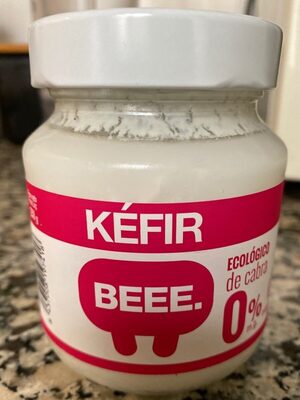 KÉFIR
BEEE.
ECOLÓGICO
de cabra
0%
m.g.